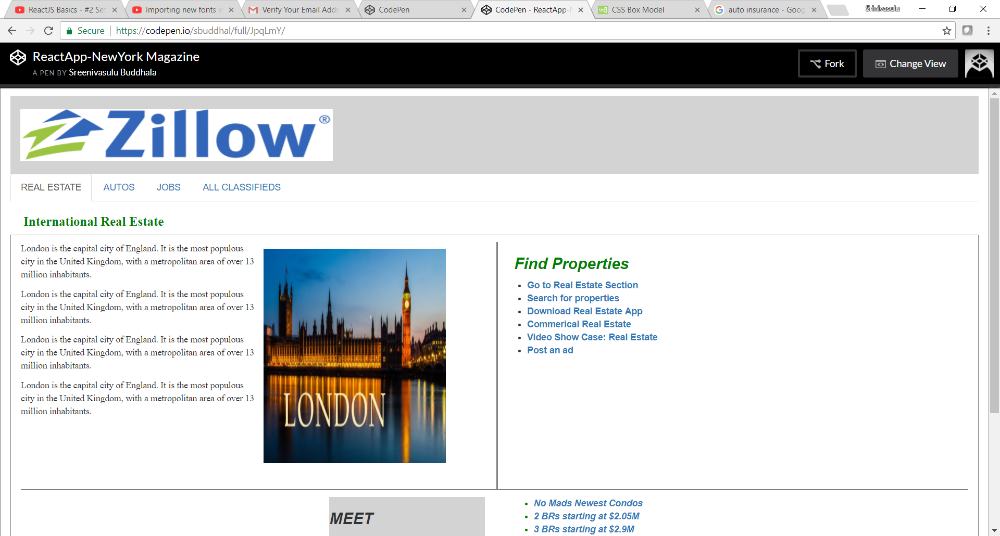 ReactJS Basics - #2 Set
Importing new fonts i
Verify Your Email Addr
CodePen
CodePen - ReactApp-N
CSS Box Model
auto insurance - Goog
Srinivasulu
Secure
https://codepen.io/sbuddhal/full/JpqLmY/
ReactApp-NewYork Magazine
A PEN BY Sreenivasulu Buddhala
Fork
Change View
Zillow®
REAL ESTATE
AUTOS
JOBS
ALL CLASSIFIEDS
International Real Estate
London is the capital city of England. It is the most populous
city in the United Kingdom, with a metropolitan area of over 13
million inhabitants.
London is the capital city of England. It is the most populous
city in the United Kingdom, with a metropolitan area of over 13
million inhabitants.
London is the capital city of England. It is the most populous
city in the United Kingdom, with a metropolitan area of over 13
million inhabitants.
London is the capital city of England. It is the most populous
city in the United Kingdom, with a metropolitan area of over 13
million inhabitants.
LONDON
Find Properties
Go to Real Estate Section
Search for properties
Download Real Estate App
Commerical Real Estate
Video Show Case: Real Estate
Post an ad
MEET
No Mads Newest Condos
2 BRs starting at $2.05M
3 BRs starting at $2.9M